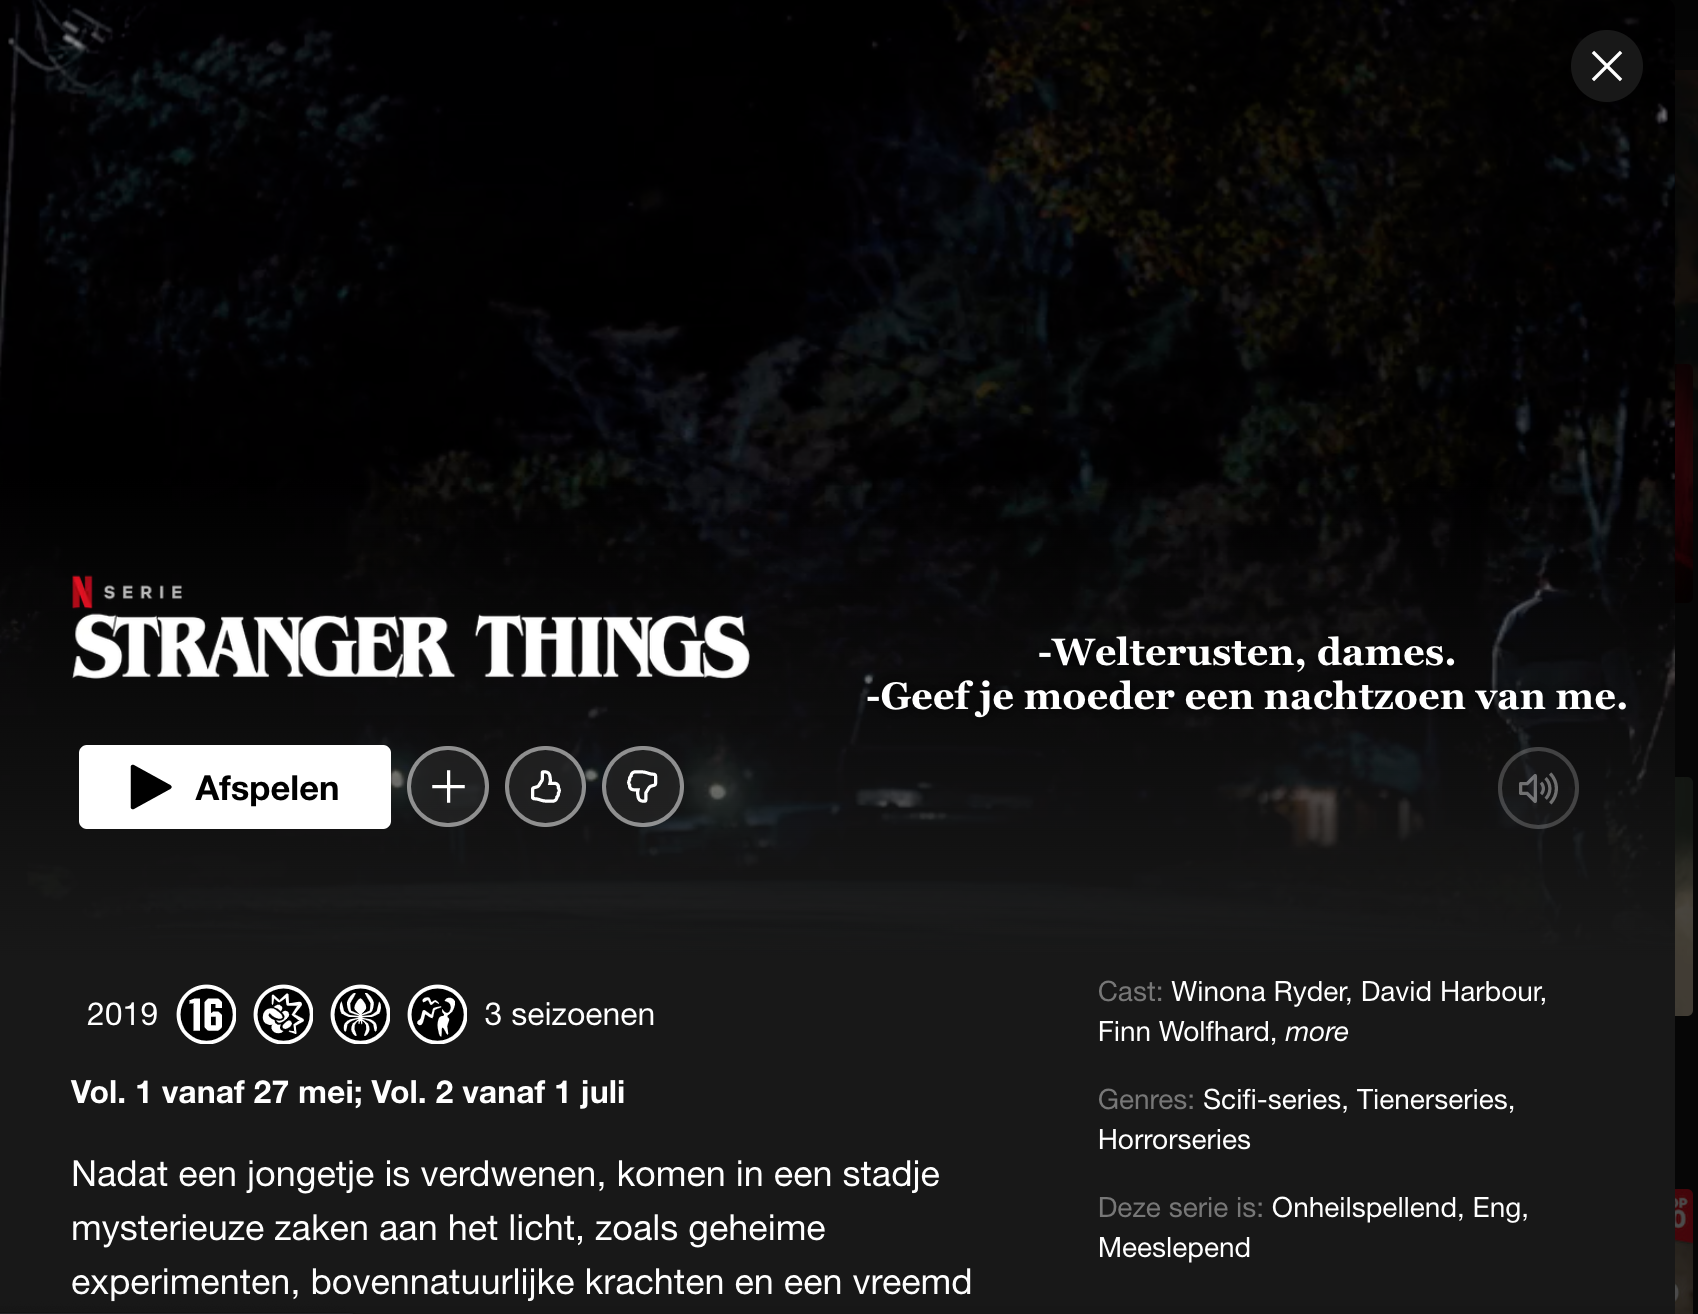 N SERIE
STRANGER THINGS
-Welterusten, dames.
-Geef je moeder een nachtzoen van me.
Afspelen
2019 16 3 seizoenen
Vol. 1 vanaf 27 mei; Vol. 2 vanaf 1 juli
Nadat een jongetje is verdwenen, komen in een stadje
mysterieuze zaken aan het licht, zoals geheime
experimenten, bovennatuurlijke krachten en een vreemd
Cast: Winona Ryder, David Harbour,
Finn Wolfhard, more
Genres: Scifi-series, Tienerseries,
Horrorseries
Deze serie is: Onheilspellend, Eng,
Meeslepend